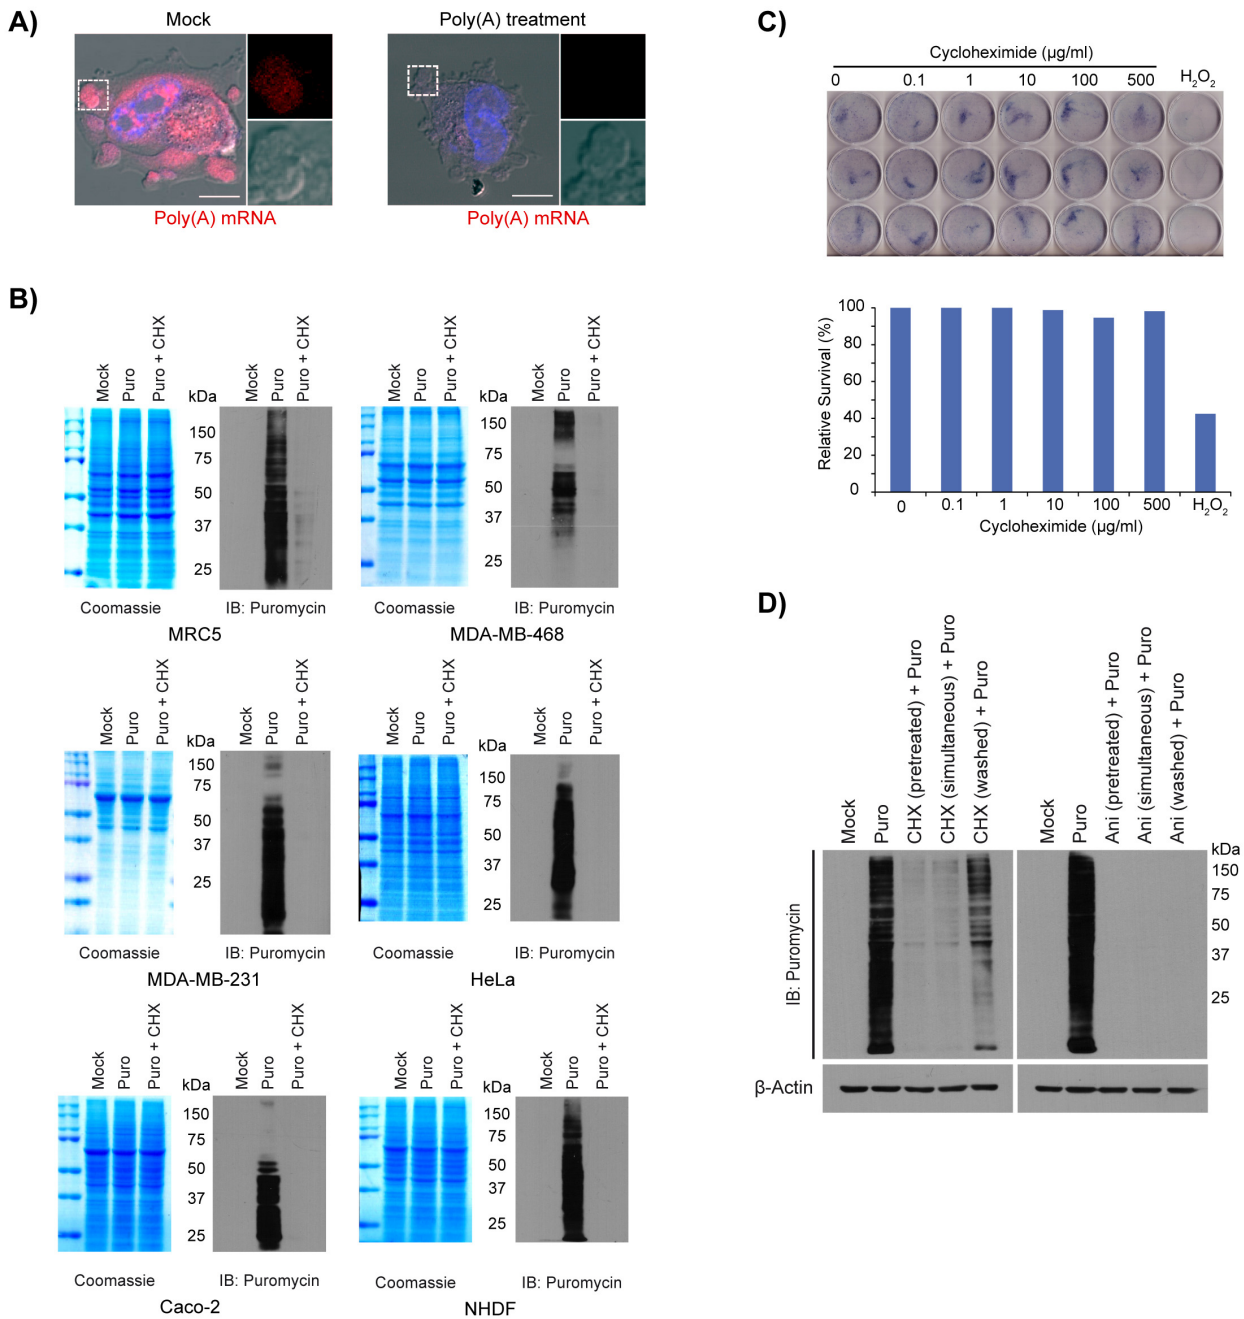 A)
Mock
Poly(A) treatment
Poly(A) mRNA
Poly(A) mRNA
B)
Mock
Puro
Puro + CHX
kDa
Mock
Puro
Puro + CHX
150
75
50
37
25
Coomassie
IB: Puromycin
MRC5
Mock
Puro
Puro + CHX
kDa
Mock
Puro
Puro + CHX
150
75
50
37
25
Coomassie
IB: Puromycin
MDA-MB-468
Mock
Puro
Puro + CHX
kDa
Mock
Puro
Puro + CHX
150
75
50
37
25
Coomassie
IB: Puromycin
MDA-MB-231
Mock
Puro
Puro + CHX
kDa
Mock
Puro
Puro + CHX
150
75
50
37
25
Coomassie
IB: Puromycin
HeLa
Mock
Puro
Puro + CHX
kDa
Mock
Puro
Puro + CHX
150
75
50
37
25
Coomassie
IB: Puromycin
Caco-2
Mock
Puro
Puro + CHX
kDa
Mock
Puro
Puro + CHX
150
75
50
37
25
Coomassie
IB: Puromycin
NHDF
C)
Cycloheximide (μg/ml)
0 0.1 1 10 100 500 H₂O₂
Relative Survival (%)
100
80
60
40
20
0
0 0.1 1 10 100 500 H₂O₂
Cycloheximide (μg/ml)
D)
Mock
Puro
CHX (pretreated) + Puro
CHX (simultaneous) + Puro
CHX (washed) + Puro
Mock
Puro
Ani (pretreated) + Puro
Ani (simultaneous) + Puro
Ani (washed) + Puro
kDa
150
75
50
37
25
IB: Puromycin
β-Actin